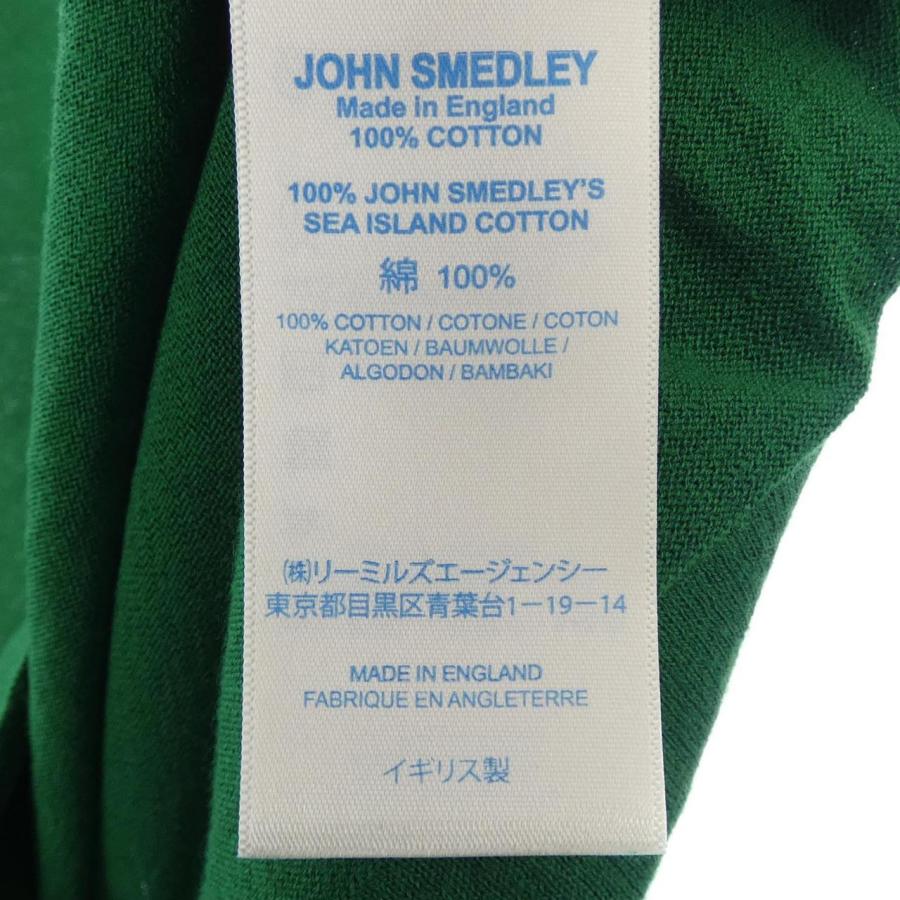 JOHN SMEDLEY
Made in England
100% COTTON
100% JOHN SMEDLEY'S
SEA ISLAND COTTON
綿 100%
100% COTTON / COTONE / COTON
KATOEN / BAUMWOLLE /
ALGODON / BAMBAKI
㈱リーミルズエージェンシー
東京都目黒区青葉台1ー19ー14
MADE IN ENGLAND
FABRIQUE EN ANGLETERRE
イギリス製